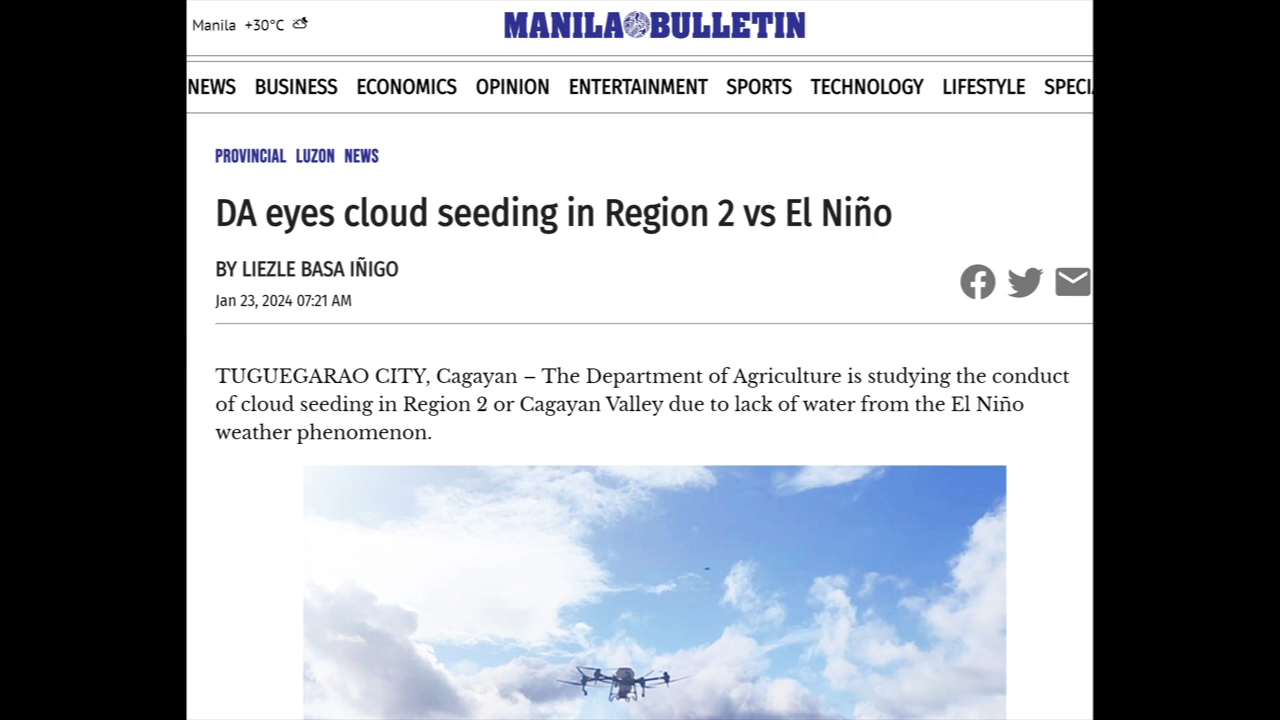 Manila +30°C
MANILA BULLETIN
NEWS BUSINESS ECONOMICS OPINION ENTERTAINMENT SPORTS TECHNOLOGY LIFESTYLE SPECI
PROVINCIAL LUZON NEWS
DA eyes cloud seeding in Region 2 vs El Niño
BY LIEZLE BASA IÑIGO
Jan 23, 2024 07:21 AM
TUGUEGARAO CITY, Cagayan – The Department of Agriculture is studying the conduct
of cloud seeding in Region 2 or Cagayan Valley due to lack of water from the El Niño
weather phenomenon.